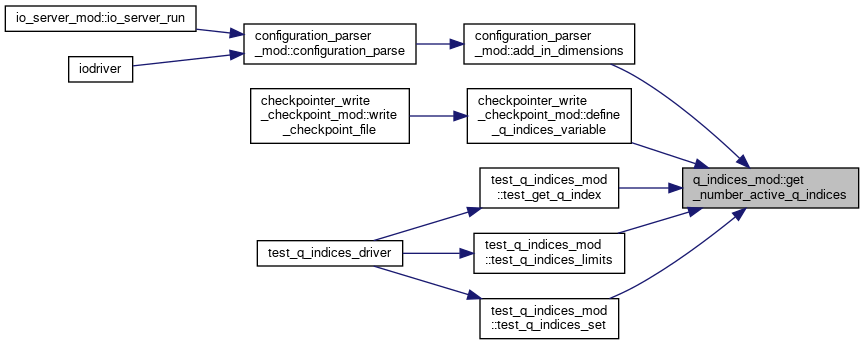 io_server_mod::io_server_run
iodriver
configuration_parser
_mod::configuration_parse
configuration_parser
_mod::add_in_dimensions
checkpointer_write
_checkpoint_mod::write
_checkpoint_file
checkpointer_write
_checkpoint_mod::define
_q_indices_variable
test_q_indices_mod
::test_get_q_index
q_indices_mod::get
_number_active_q_indices
test_q_indices_driver
test_q_indices_mod
::test_q_indices_limits
test_q_indices_mod
::test_q_indices_set